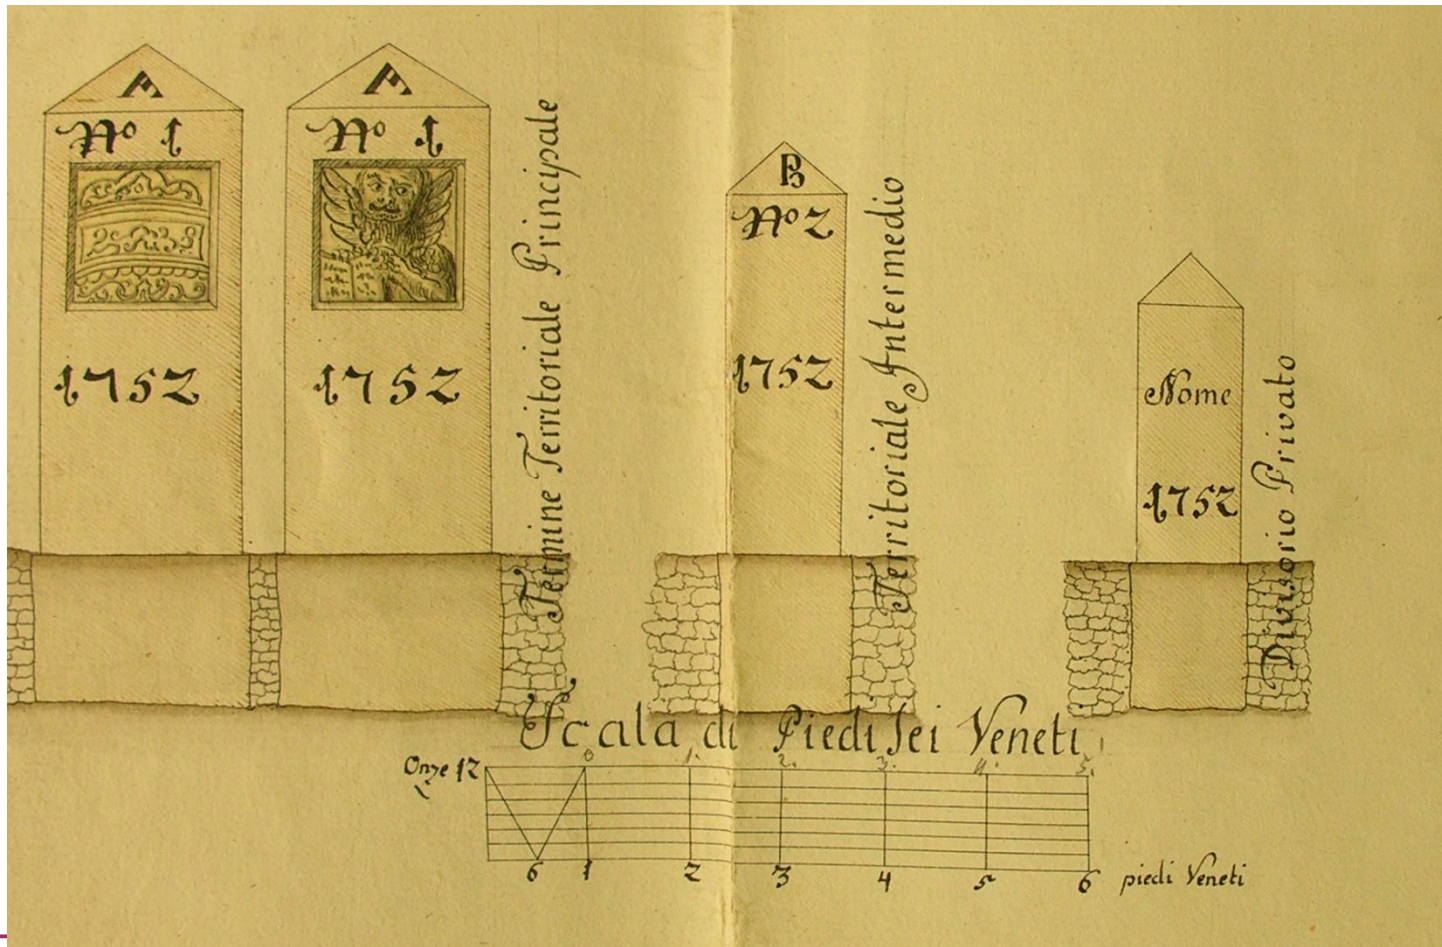 A
Nº 1
1752
A
Nº 1
1752
Termine Territoriale Principale
B
Nº 2
1752
Territoriale Intermedio
Nome
1752
Divisorio Privato
Scala di Piedi sei Veneti
0 1. 2. 3. 4. 5.
Onze 12
6 1 2 3 4 5 6 piedi Veneti